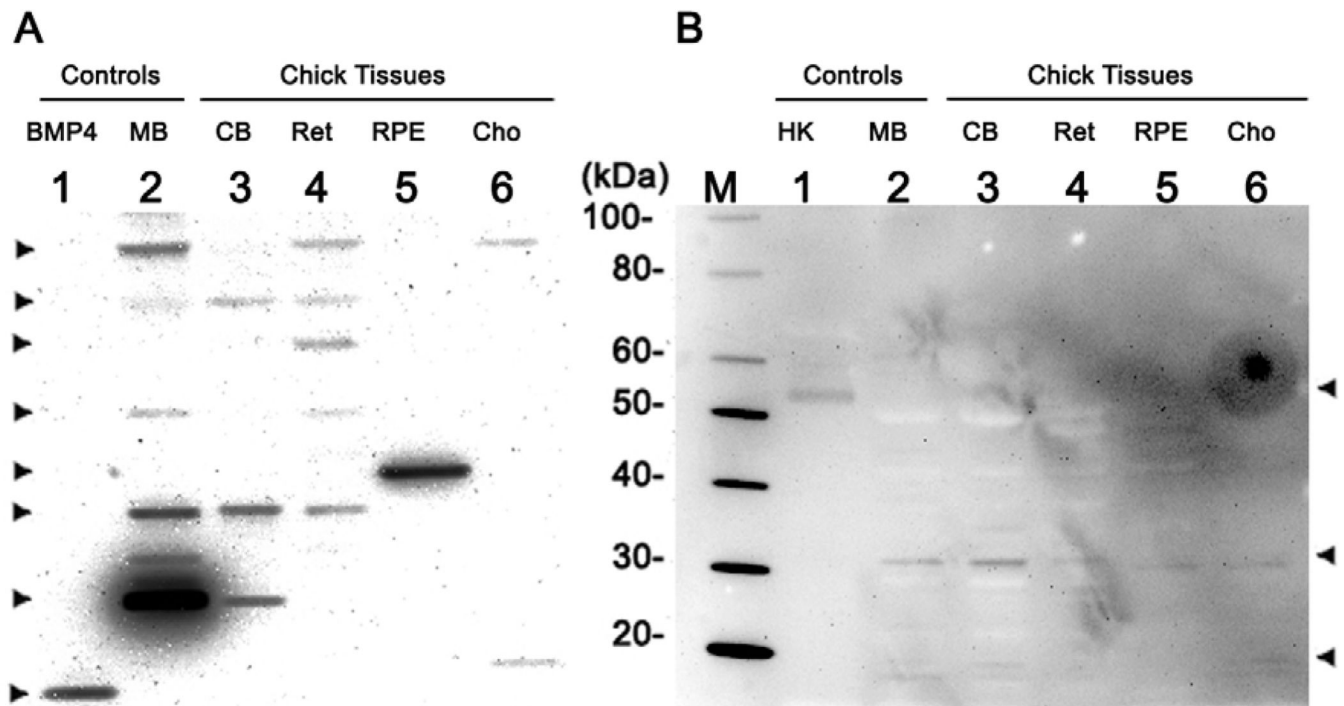 A
Controls Chick Tissues
BMP4 MB CB Ret RPE Cho
1 2 3 4 5 6
B
Controls Chick Tissues
HK MB CB Ret RPE Cho
(kDa) M 1 2 3 4 5 6
100-
80-
60-
50-
40-
30-
20-